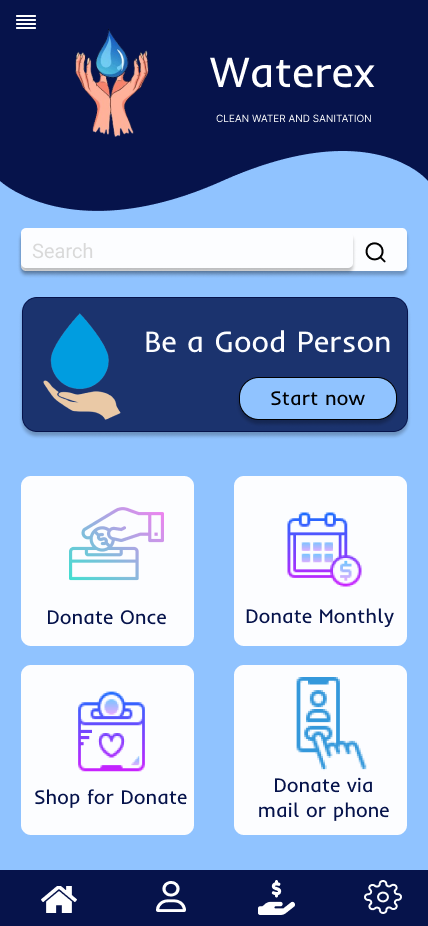 Waterex
CLEAN WATER AND SANITATION
Search
Be a Good Person
Start now
Donate Once
Donate Monthly
Shop for Donate
Donate via
mail or phone